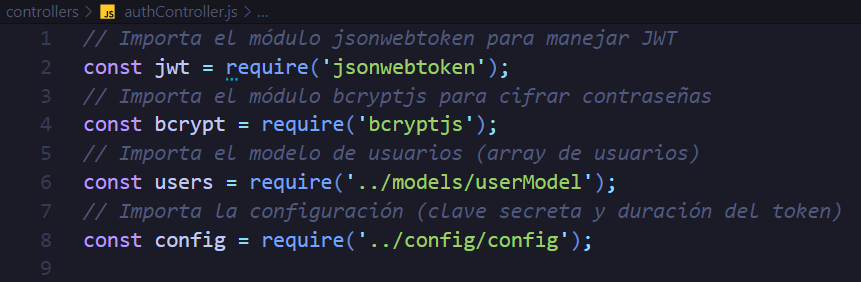 controllers > JS authController.js > ...
1 // Importa el módulo jsonwebtoken para manejar JWT
2 const jwt = require('jsonwebtoken');
3 // Importa el módulo bcryptjs para cifrar contraseñas
4 const bcrypt = require('bcryptjs');
5 // Importa el modelo de usuarios (array de usuarios)
6 const users = require('../models/userModel');
7 // Importa la configuración (clave secreta y duración del token)
8 const config = require('../config/config');
9